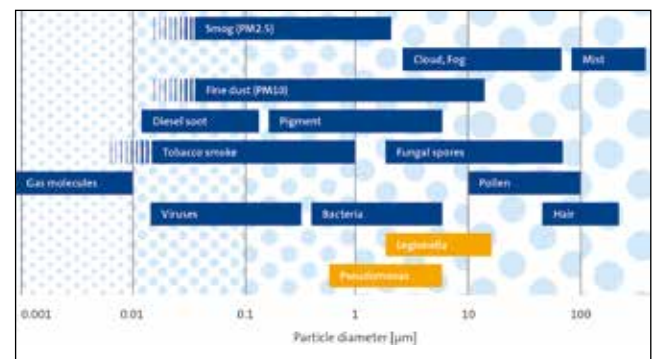 Smog (PM2.5)
Cloud, Fog
Mist
Fine dust (PM10)
Diesel soot
Pigment
Tobacco smoke
Fungal spores
Gas molecules
Pollen
Viruses
Bacteria
Hair
Legionella
Pseudomonas
0.001
0.01
0.1
1
10
100
Particle diameter [µm]